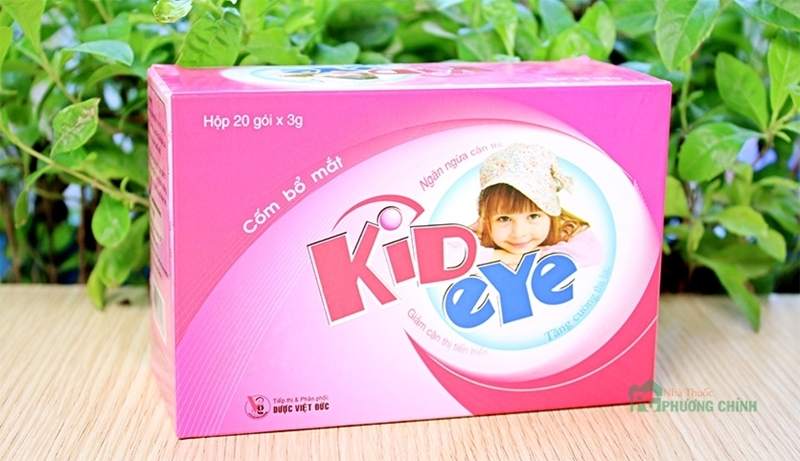 Hộp 20 gói x 3g
Cốm bổ mắt
Ngăn ngừa cận thị
KiD
eYe
Giảm cận thị tiến triển
Tăng cường thị lực
Tiếp thị & Phân phối
DƯỢC VIỆT ĐỨC
Nhà Thuốc
PHƯƠNG CHÍNH